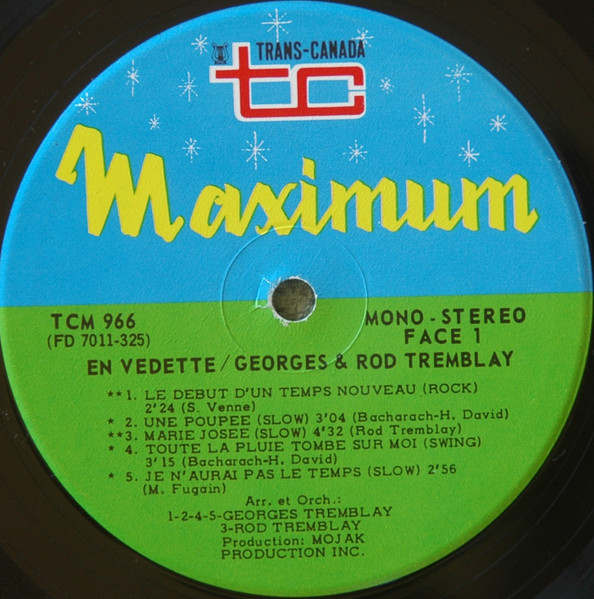 TRANS-CANADA
tc
Maximum
TCM 966
(FD 7011-325)
MONO - STEREO
FACE 1
EN VEDETTE / GEORGES & ROD TREMBLAY
**1. LE DEBUT D'UN TEMPS NOUVEAU (ROCK)
2'24 (S. Venne)
* 2. UNE POUPEE (SLOW) 3'04 (Bacharach-H. David)
**3. MARIE JOSEE (SLOW) 4'32 (Rod Tremblay)
* 4. TOUTE LA PLUIE TOMBE SUR MOI (SWING)
3'15 (Bacharach-H. David)
* 5. JE N'AURAI PAS LE TEMPS (SLOW) 2'56
(M. Fugain)
Arr. et Orch.:
1-2-4-5-GEORGES TREMBLAY
3-ROD TREMBLAY
Production: MOJAK
PRODUCTION INC.